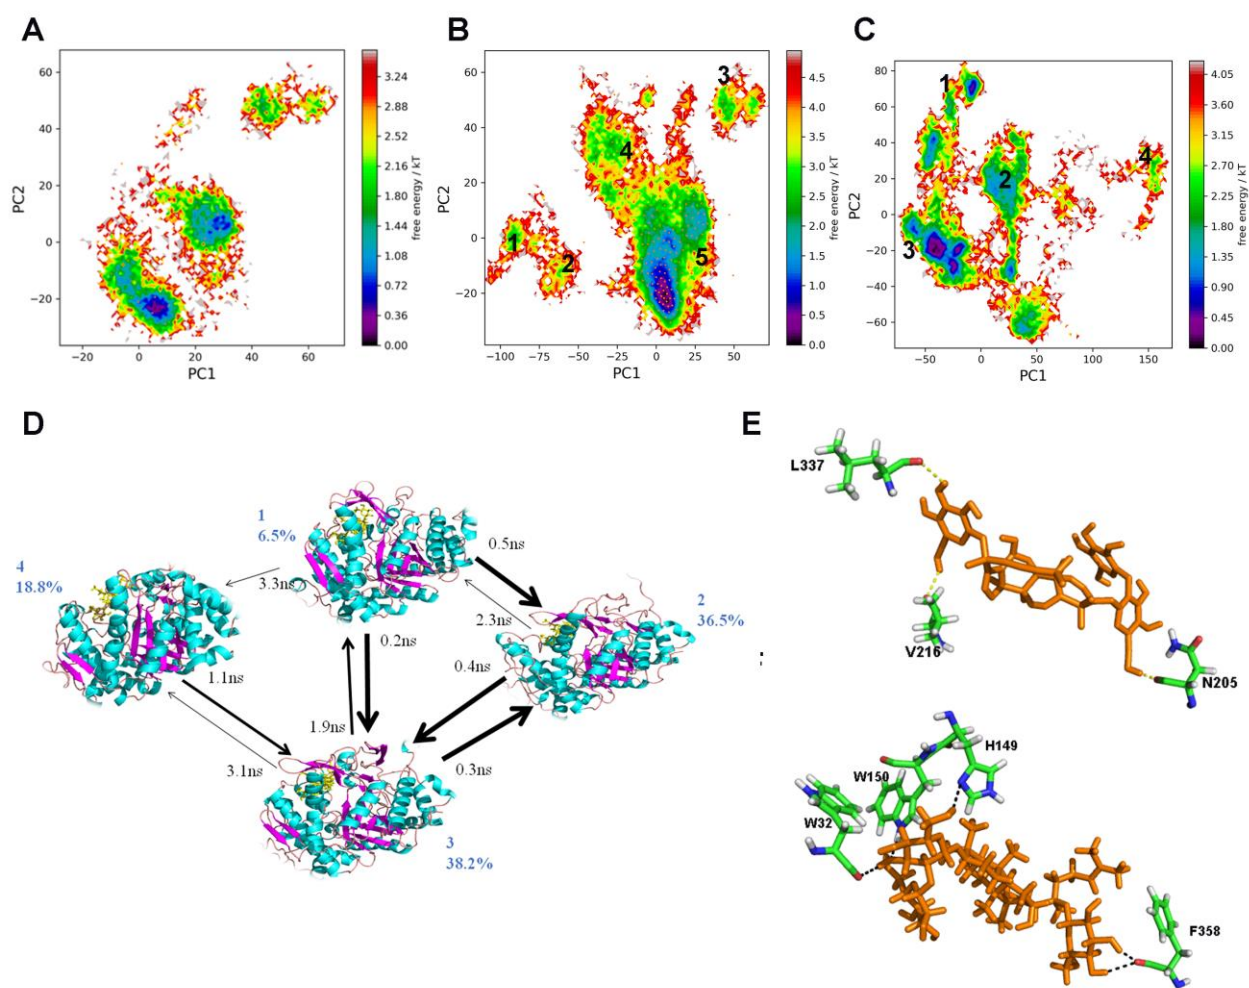 A
B
C
60
40
20
0
−20
PC2
−20
0
20
40
60
PC1
3.24
2.88
2.52
2.16
1.80
1.44
1.08
0.72
0.36
0.00
free energy / kT
60
40
20
0
−20
PC2
−100
−75
−50
−25
0
25
50
PC1
1
2
3
4
5
4.5
4.0
3.5
3.0
2.5
2.0
1.5
1.0
0.5
0.0
free energy / kT
80
60
40
20
0
−20
−40
−60
PC2
−50
0
50
100
150
PC1
1
2
3
4
4.05
3.60
3.15
2.70
2.25
1.80
1.35
0.90
0.45
0.00
free energy / kT
D
1
6.5%
4
18.8%
2
36.5%
3
38.2%
0.5ns
3.3ns
2.3ns
0.2ns
0.4ns
1.1ns
1.9ns
3.1ns
0.3ns
:
E
L337
V216
N205
H149
W150
W32
F358